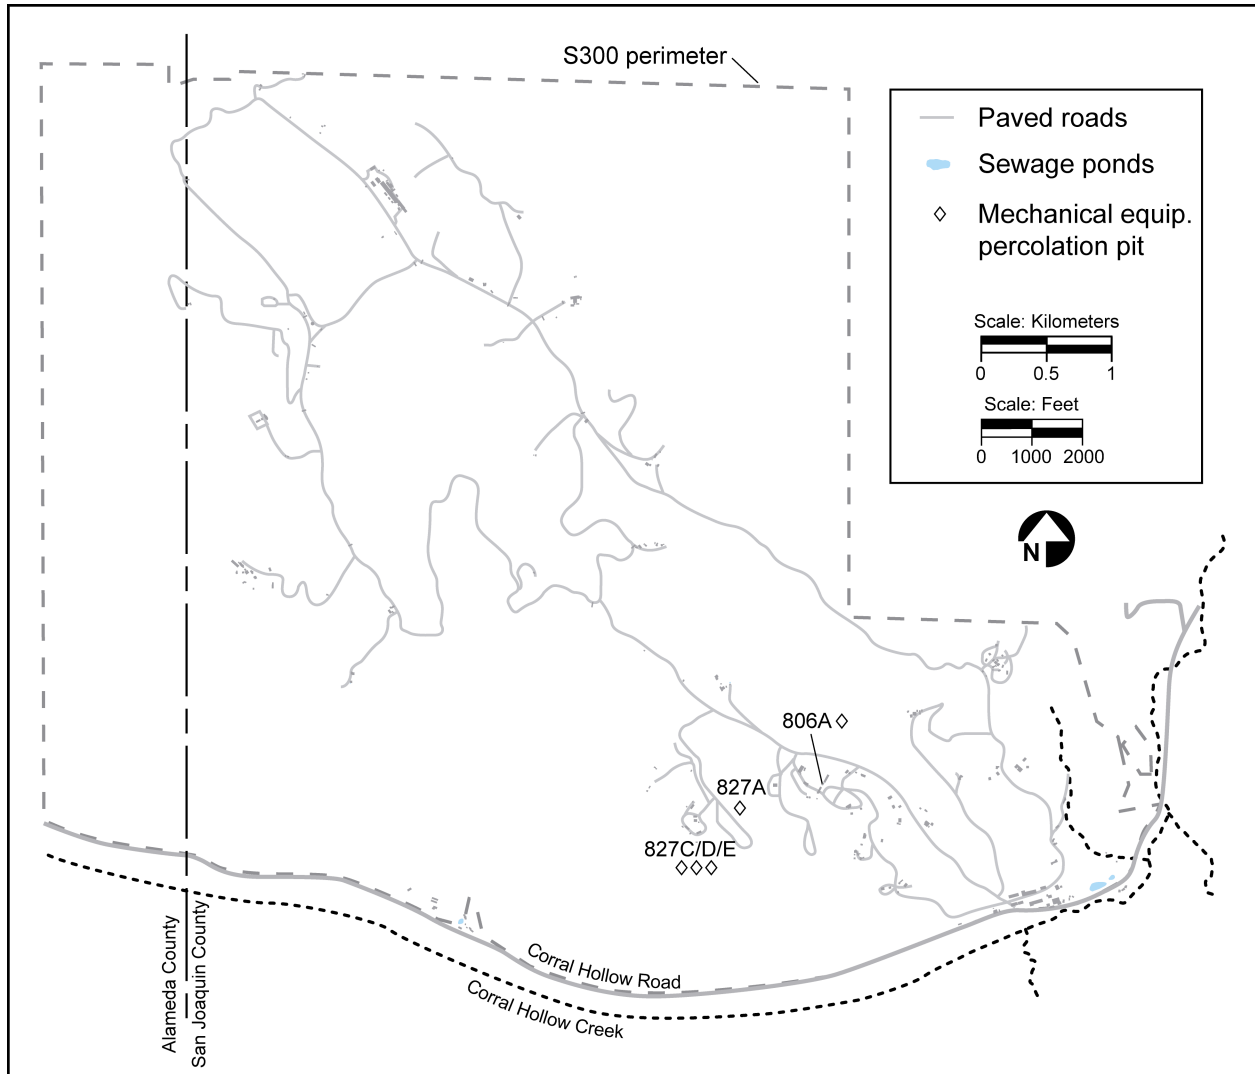 S300 perimeter
Paved roads
Sewage ponds
Mechanical equip.
percolation pit
Scale: Kilometers
0 0.5 1
Scale: Feet
0 1000 2000
N
806A
827A
827C/D/E
Corral Hollow Road
Corral Hollow Creek
Alameda County
San Joaquin County